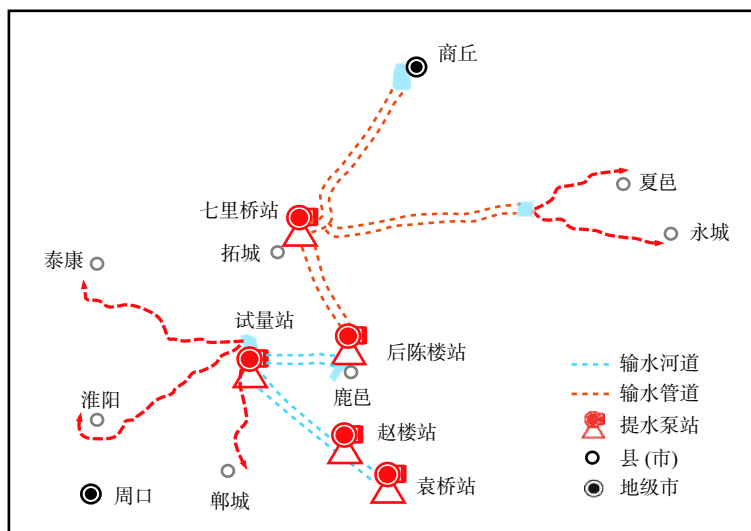 商丘
夏邑
七里桥站
永城
拓城
泰康
试量站
后陈楼站
输水河道
鹿邑
输水管道
淮阳
赵楼站
提水泵站
县(市)
郸城
袁桥站
周口
地级市